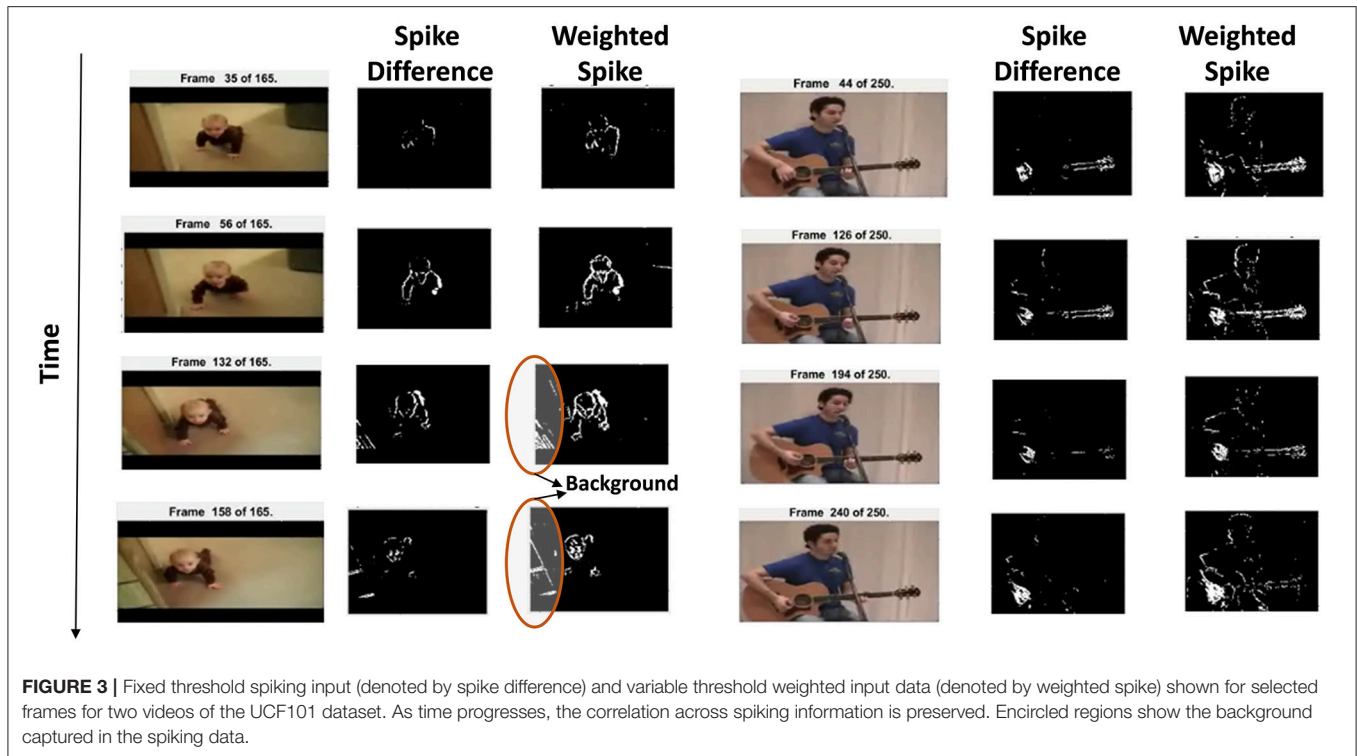 Spike
Difference
Weighted
Spike
Spike
Difference
Weighted
Spike
Time
Frame 35 of 165.
Frame 44 of 250.
Frame 56 of 165.
Frame 126 of 250.
Frame 132 of 165.
Frame 194 of 250.
Background
Frame 158 of 165.
Frame 240 of 250.
FIGURE 3 | Fixed threshold spiking input (denoted by spike difference) and variable threshold weighted input data (denoted by weighted spike) shown for selected
frames for two videos of the UCF101 dataset. As time progresses, the correlation across spiking information is preserved. Encircled regions show the background
captured in the spiking data.